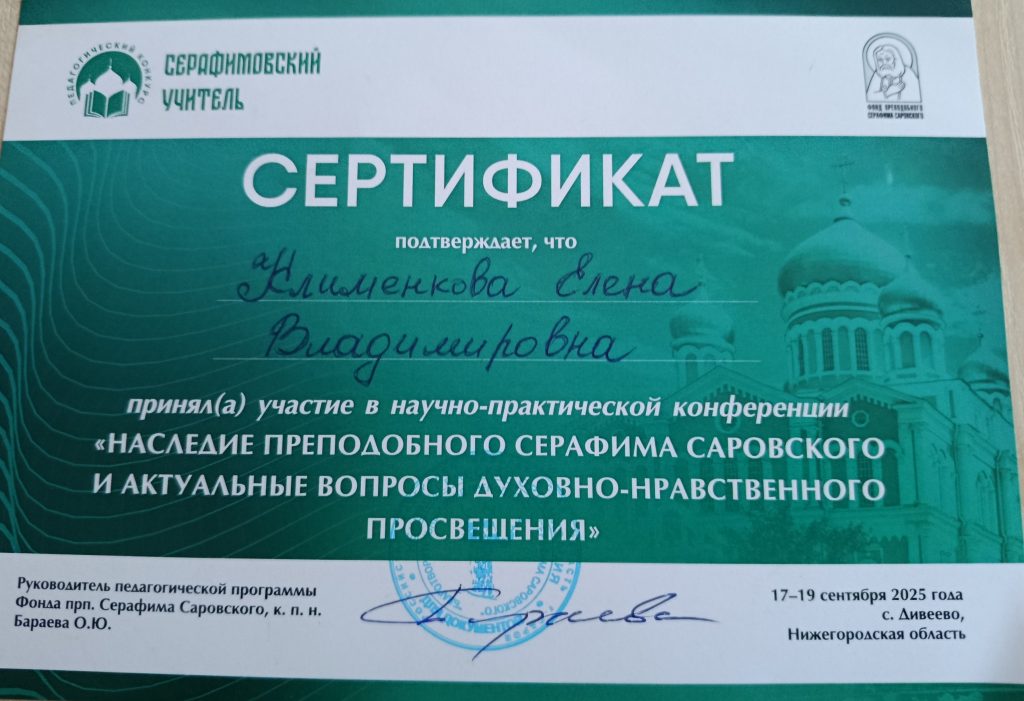 ПЕДАГОГИЧЕСКИЙ КОНКУРС
СЕРАФИМОВСКИЙ
УЧИТЕЛЬ
ФОНД ПРЕПОДОБНОГО
СЕРАФИМА САРОВСКОГО
СЕРТИФИКАТ
подтверждает, что
Клименкова Елена
Владимировна
принял(а) участие в научно-практической конференции
«НАСЛЕДИЕ ПРЕПОДОБНОГО СЕРАФИМА САРОВСКОГО
И АКТУАЛЬНЫЕ ВОПРОСЫ ДУХОВНО-НРАВСТВЕННОГО
ПРОСВЕЩЕНИЯ»
Руководитель педагогической программы
Фонда прп. Серафима Саровского, к. п. н.
Бараева О.Ю.
ДЛЯ ДОКУМЕНТОВ
17–19 сентября 2025 года
с. Дивеево,
Нижегородская область